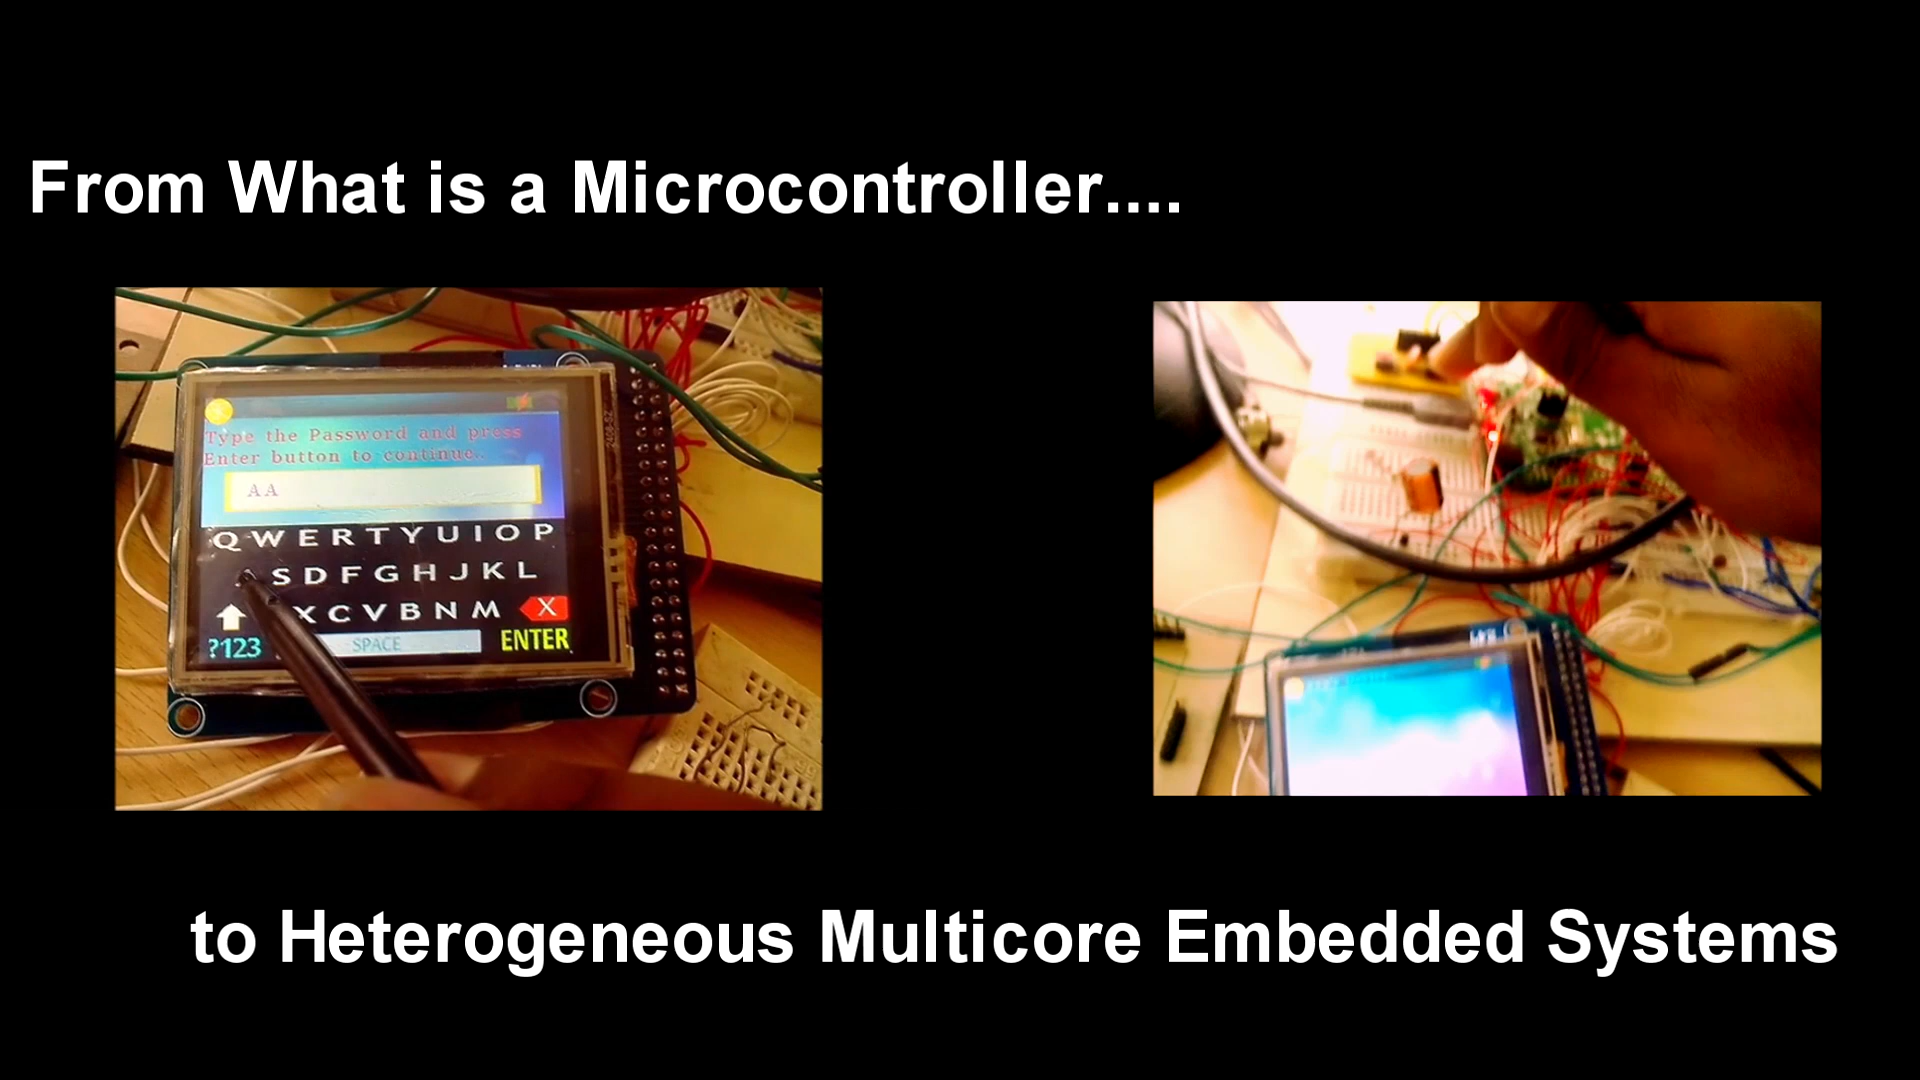 From What is a Microcontroller....
Type the Password and press
Enter button to continue..
AA
QWERTYUIOP
SDFGHJKL
XCVBNM X
?123 SPACE ENTER
to Heterogeneous Multicore Embedded Systems